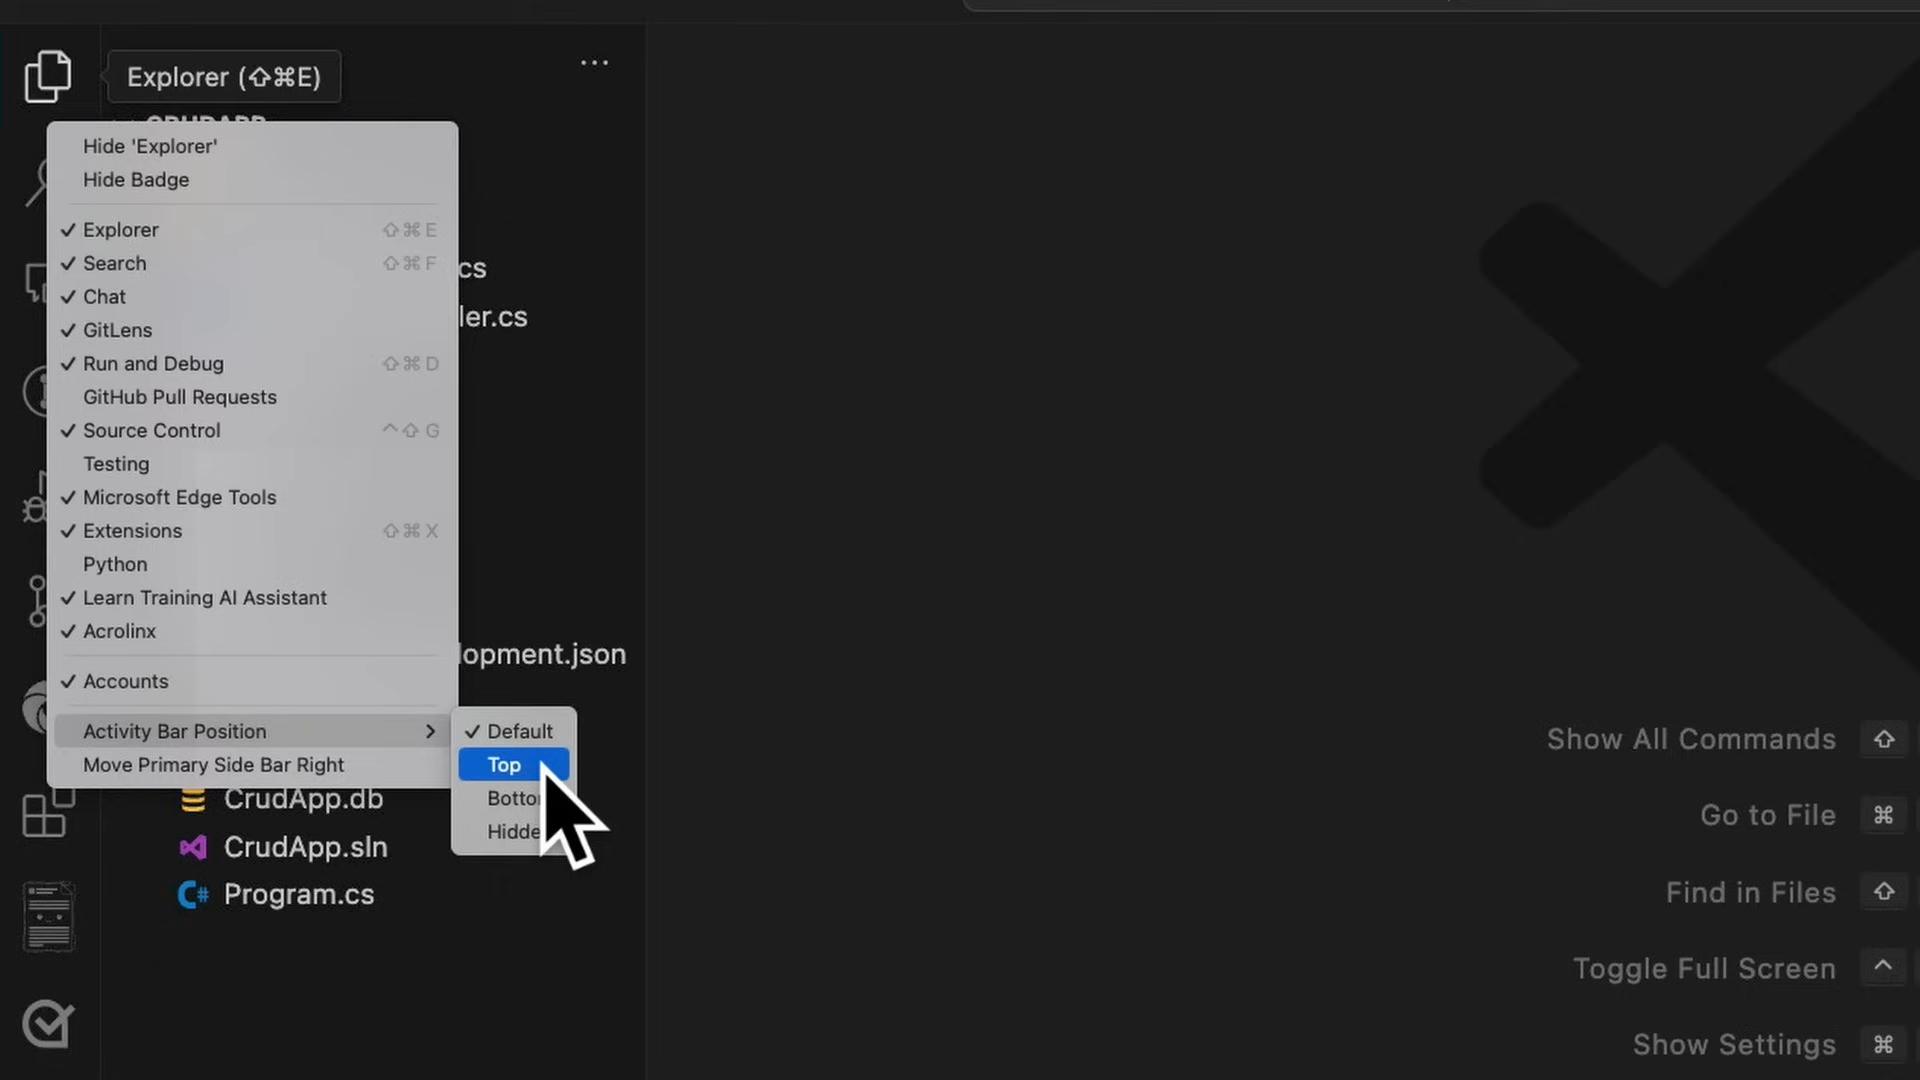 Explorer (⇧⌘E)
···
CRUDAPP
Hide 'Explorer'
Hide Badge
✓ Explorer ⇧⌘E
✓ Search ⇧⌘F
✓ Chat
✓ GitLens
✓ Run and Debug ⇧⌘D
GitHub Pull Requests
✓ Source Control ^⇧G
Testing
✓ Microsoft Edge Tools
✓ Extensions ⇧⌘X
Python
✓ Learn Training AI Assistant
✓ Acrolinx
✓ Accounts
Activity Bar Position >
Move Primary Side Bar Right
cs
ler.cs
lopment.json
✓ Default
Top
Botto
Hidde
CrudApp.db
CrudApp.sln
C# Program.cs
Show All Commands ⇧
Go to File ⌘
Find in Files ⇧
Toggle Full Screen ^
Show Settings ⌘